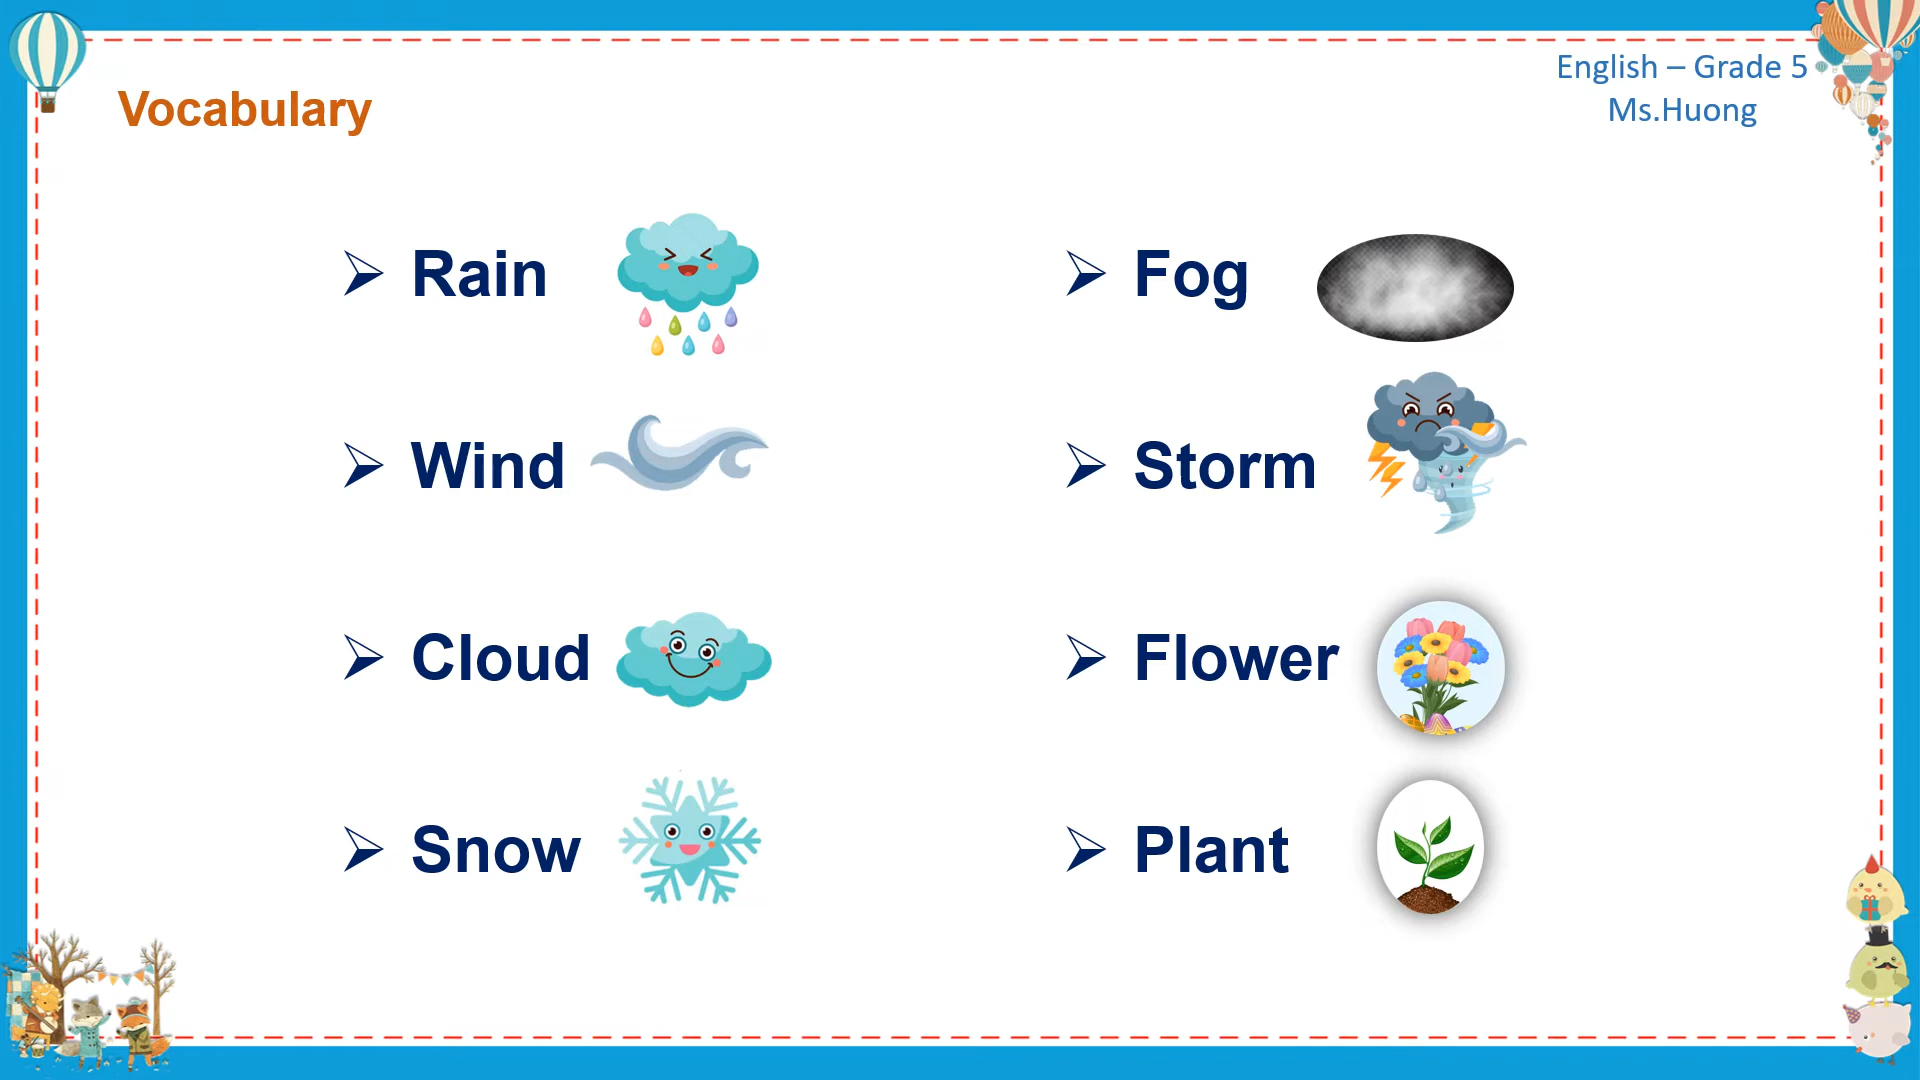 English – Grade 5
Ms.Huong
Vocabulary
Rain
Wind
Cloud
Snow
Fog
Storm
Flower
Plant